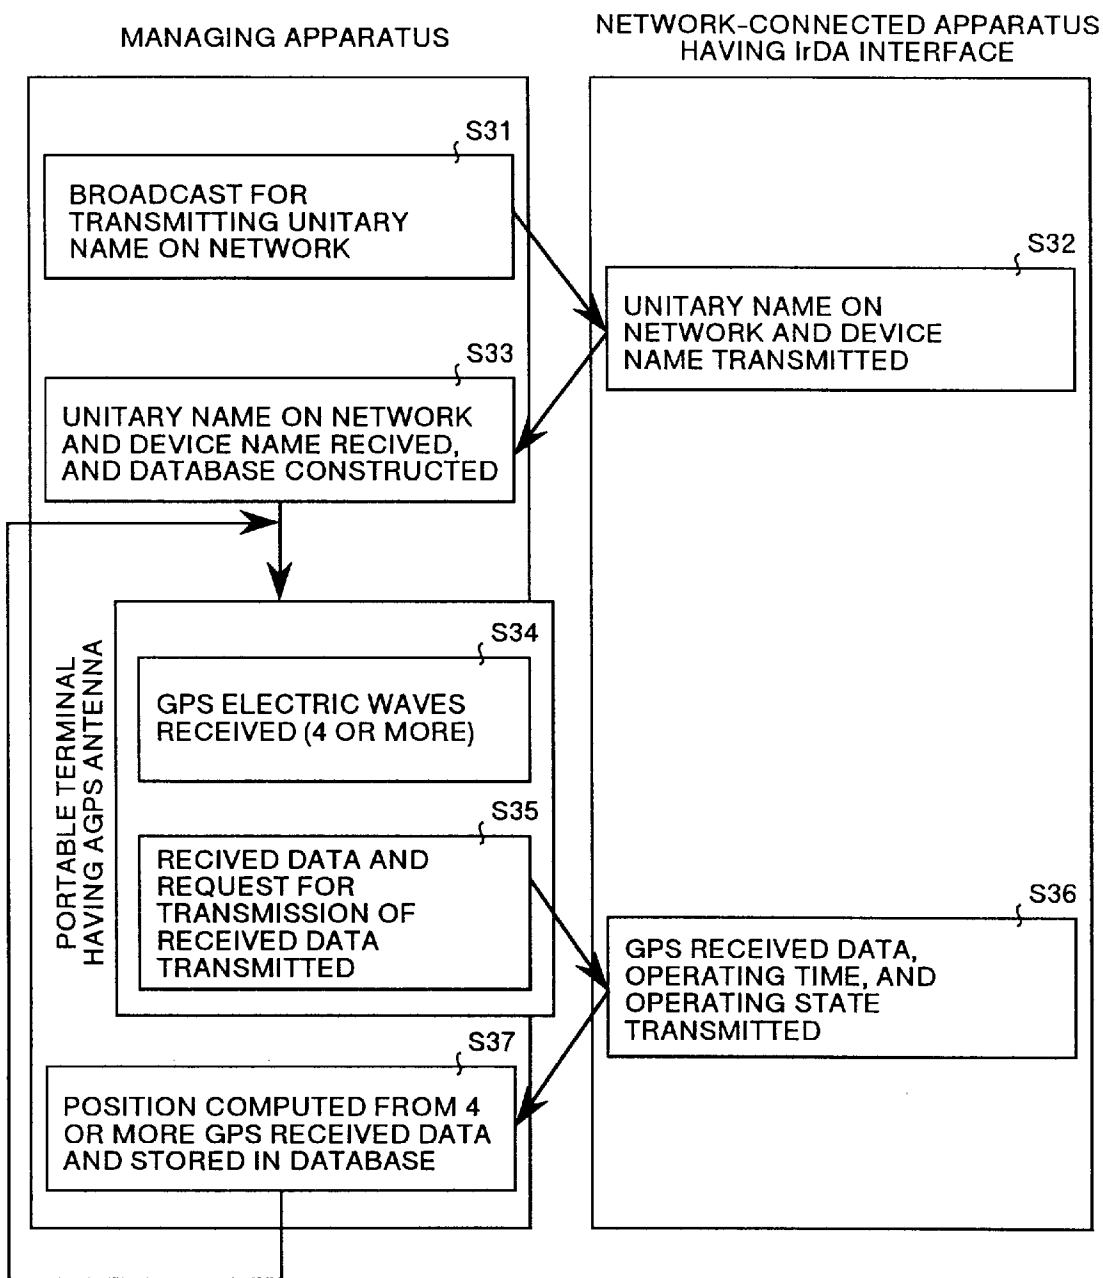 MANAGING APPARATUS
NETWORK-CONNECTED APPARATUS
HAVING IrDA INTERFACE
S31
BROADCAST FOR
TRANSMITTING UNITARY
NAME ON NETWORK
S32
UNITARY NAME ON
NETWORK AND DEVICE
NAME TRANSMITTED
S33
UNITARY NAME ON NETWORK
AND DEVICE NAME RECIVED,
AND DATABASE CONSTRUCTED
PORTABLE TERMINAL
HAVING AGPS ANTENNA
S34
GPS ELECTRIC WAVES
RECEIVED (4 OR MORE)
S35
RECIVED DATA AND
REQUEST FOR
TRANSMISSION OF
RECEIVED DATA
TRANSMITTED
S36
GPS RECEIVED DATA,
OPERATING TIME, AND
OPERATING STATE
TRANSMITTED
S37
POSITION COMPUTED FROM 4
OR MORE GPS RECEIVED DATA
AND STORED IN DATABASE